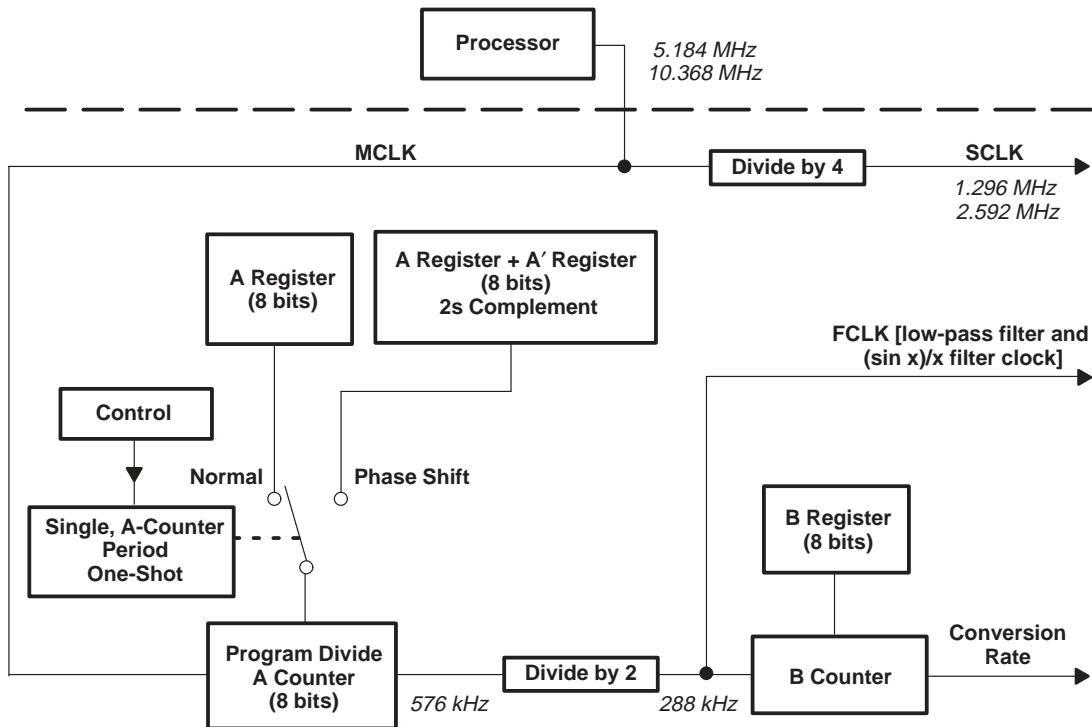 Processor
5.184 MHz
10.368 MHz
MCLK
Divide by 4
SCLK
1.296 MHz
2.592 MHz
A Register
(8 bits)
A Register + A′ Register
(8 bits)
2s Complement
FCLK [low-pass filter and
(sin x)/x filter clock]
Control
Normal
Phase Shift
Single, A-Counter
Period
One-Shot
B Register
(8 bits)
Program Divide
A Counter
(8 bits)
576 kHz
Divide by 2
288 kHz
B Counter
Conversion
Rate